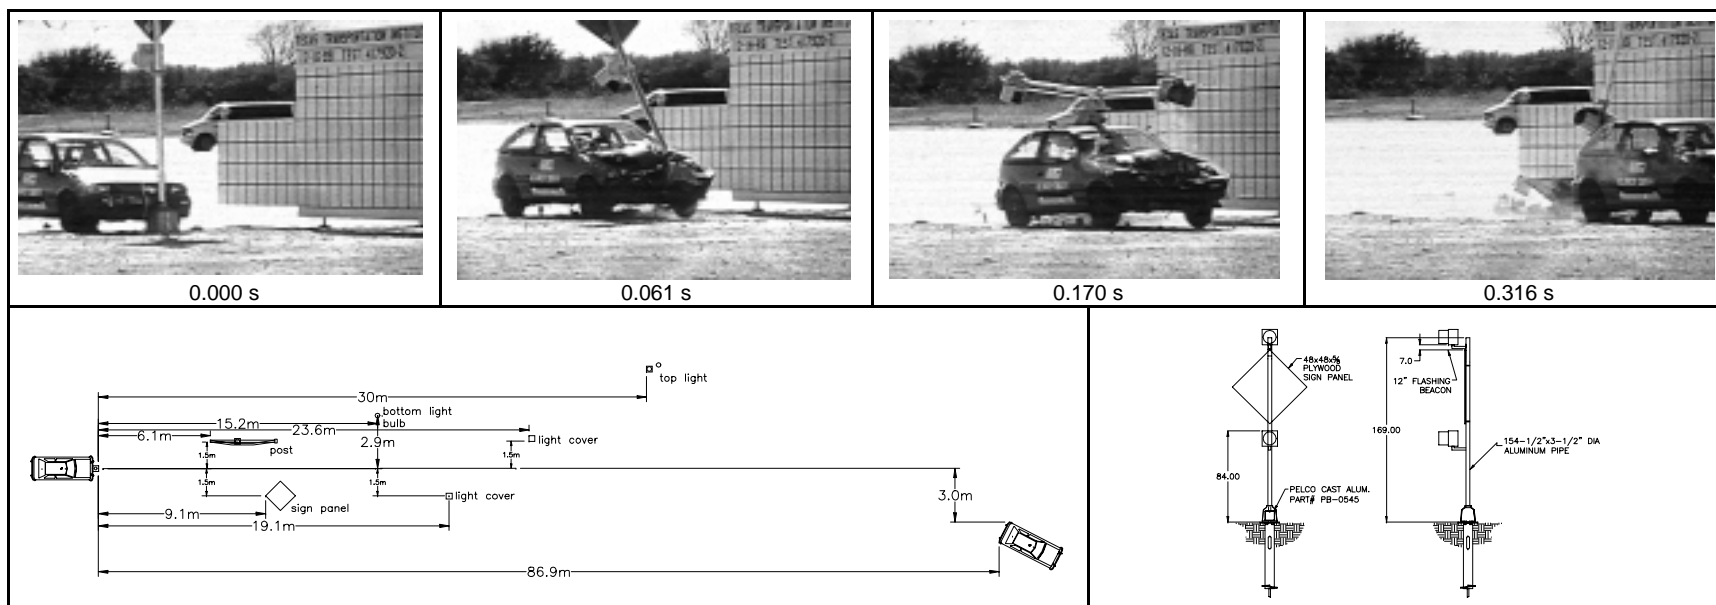 TEXAS TRANSPORTATION INSTITUTE
0.000 s
0.061 s
0.170 s
0.316 s
top light
30m
bottom light
bulb
15.2m
23.6m
6.1m
2.9m
light cover
post
1.5m
1.5m
1.5m
1.5m
light cover
sign panel
3.0m
9.1m
19.1m
86.9m
48x48x⅝
PLYWOOD
SIGN PANEL
7.0
12" FLASHING
BEACON
169.00
84.00
154-1/2"x3-1/2" DIA
ALUMINUM PIPE
PELCO CAST ALUM.
PART# PB-0545